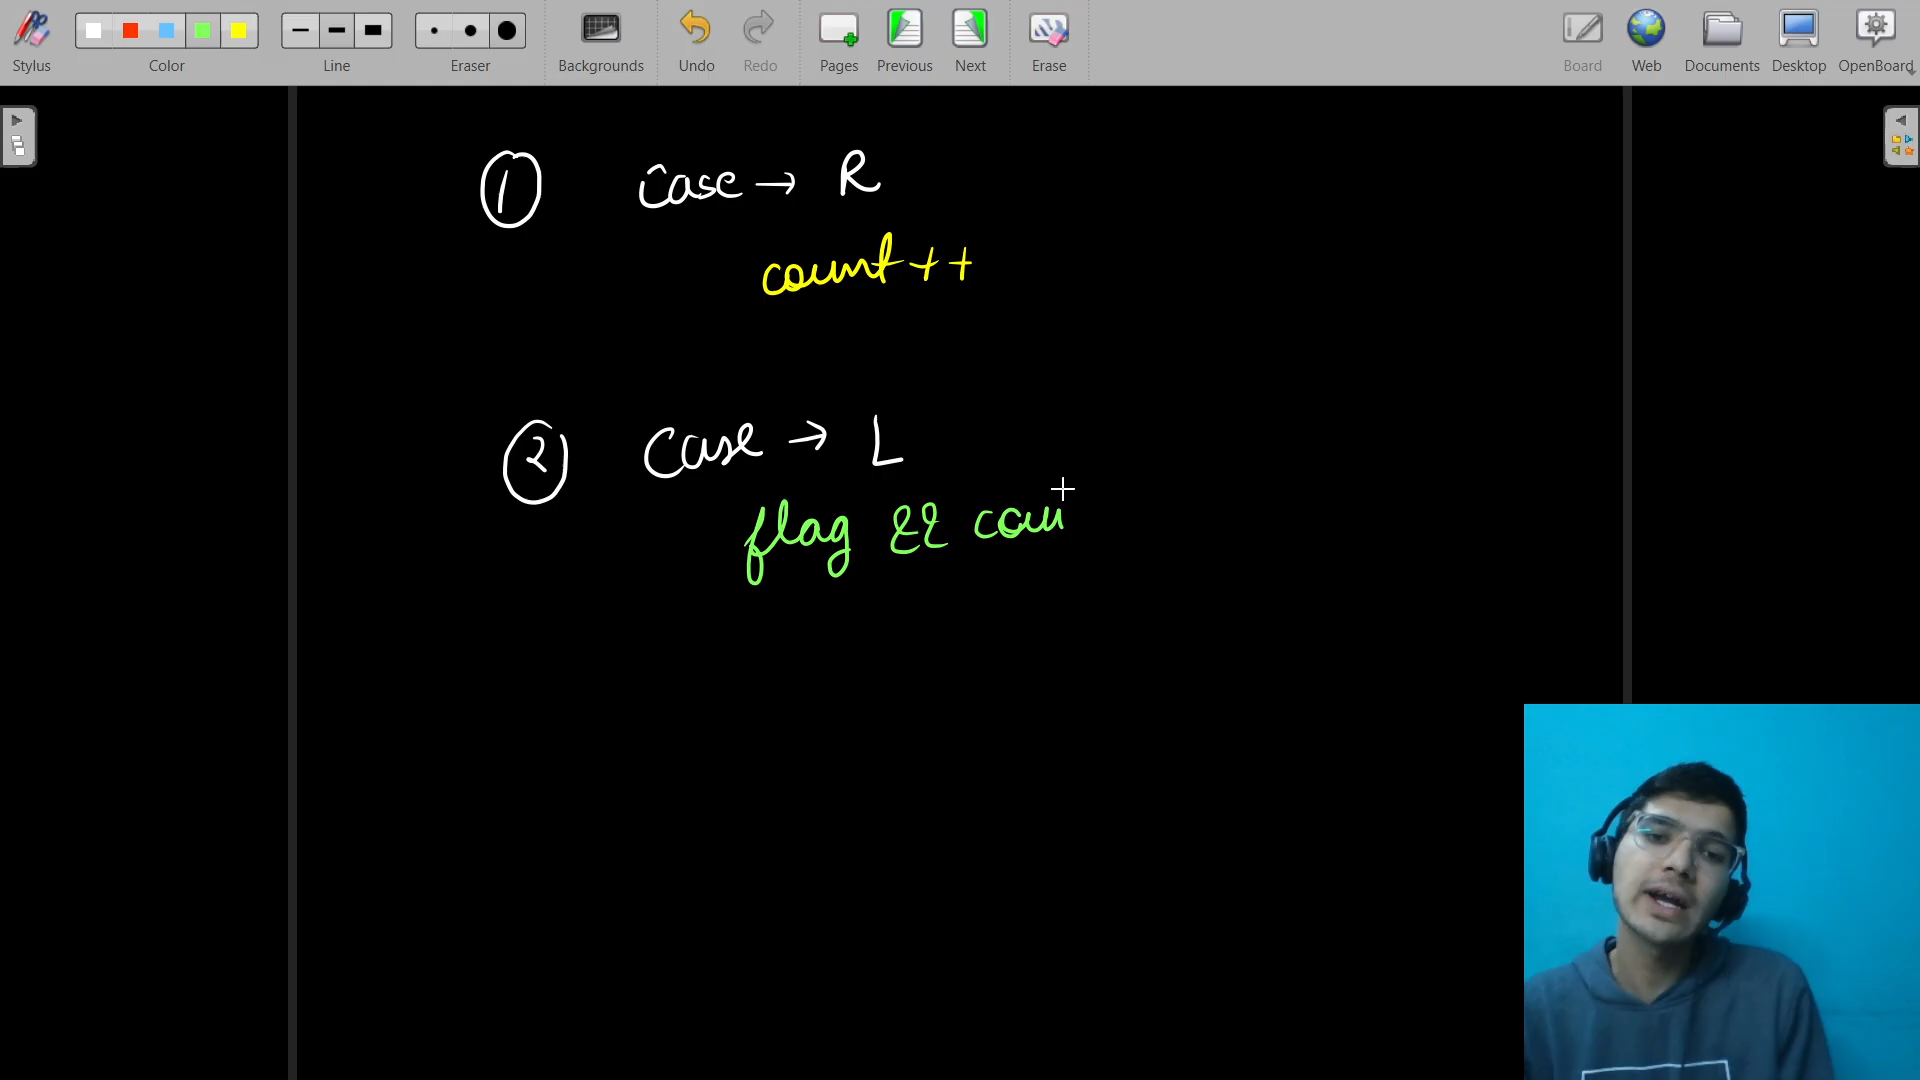 Stylus
Color
Line
Eraser
Backgrounds
Undo
Redo
Pages
Previous
Next
Erase
Board
Web
Documents
Desktop
OpenBoard
1 Case → R
count++
2 Case → L
flag && cou